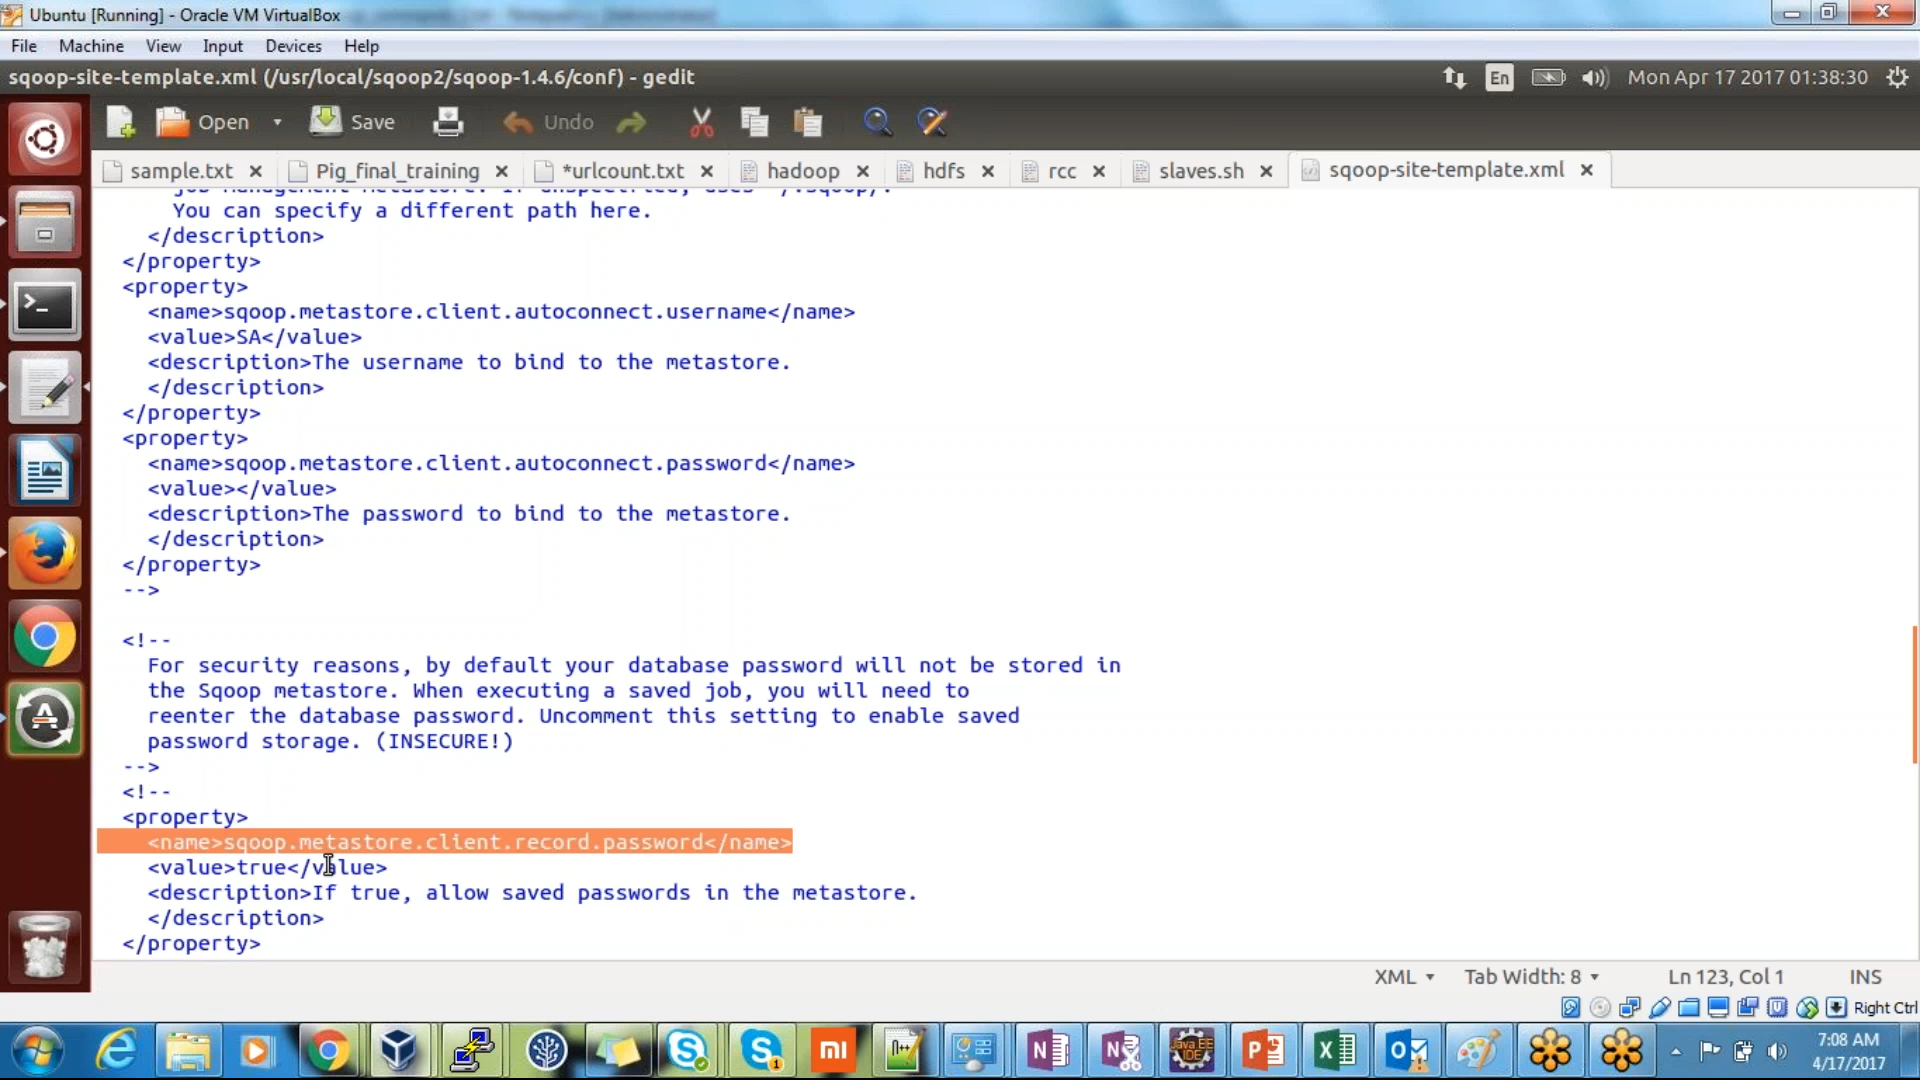 Ubuntu [Running] - Oracle VM VirtualBox
File Machine View Input Devices Help
sqoop-site-template.xml (/usr/local/sqoop2/sqoop-1.4.6/conf) - gedit
En
Mon Apr 17 2017 01:38:30
Open Save Undo
sample.txt Pig_final_training *urlcount.txt hadoop hdfs rcc slaves.sh sqoop-site-template.xml
You can specify a different path here.
</description>
</property>
<property>
<name>sqoop.metastore.client.autoconnect.username</name>
<value>SA</value>
<description>The username to bind to the metastore.
</description>
</property>
<property>
<name>sqoop.metastore.client.autoconnect.password</name>
<value></value>
<description>The password to bind to the metastore.
</description>
</property>
-->
<!--
For security reasons, by default your database password will not be stored in
the Sqoop metastore. When executing a saved job, you will need to
reenter the database password. Uncomment this setting to enable saved
password storage. (INSECURE!)
-->
<!--
<property>
<name>sqoop.metastore.client.record.password</name>
<value>true</value>
<description>If true, allow saved passwords in the metastore.
</description>
</property>
XML Tab Width: 8 Ln 123, Col 1 INS
Right Ctrl
7:08 AM
4/17/2017